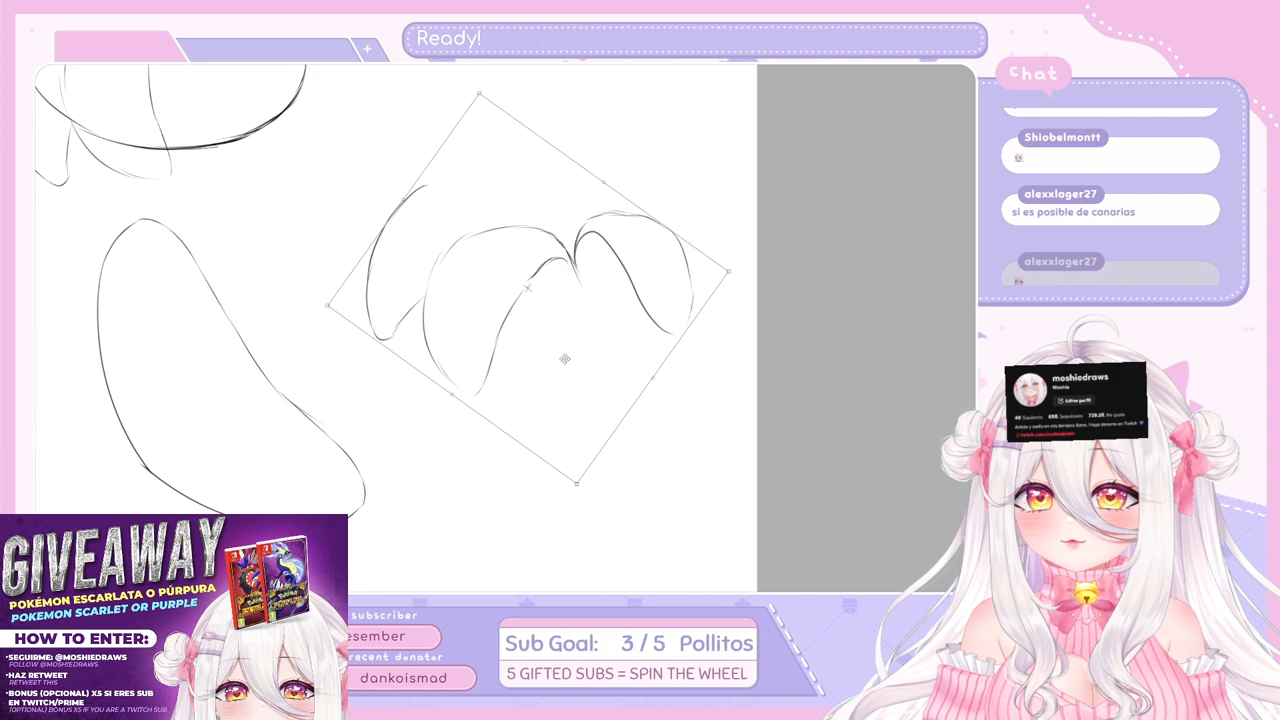 Ready!
+
Chat
Shiobelmontt
alexxlager27
si es posible de canarias
alexxlager27
moshiedraws
Moshie
Editar perfil
GIVEAWAY
POKÉMON ESCARLATA O PÚRPURA
POKEMON SCARLET OR PURPLE
HOW TO ENTER:
•SEGUIRME: @MOSHIEDRAWS
FOLLOW @MOSHIEDRAWS
•HAZ RETWEET
RETWEET THIS
•BONUS (OPCIONAL) X5 SI ERES SUB
EN TWITCH/PRIME
(OPTIONAL) BONUS X5 IF YOU ARE A TWITCH SUB
subscriber
esember
recent donator
dankoismad
Sub Goal: 3 / 5 Pollitos
5 GIFTED SUBS = SPIN THE WHEEL